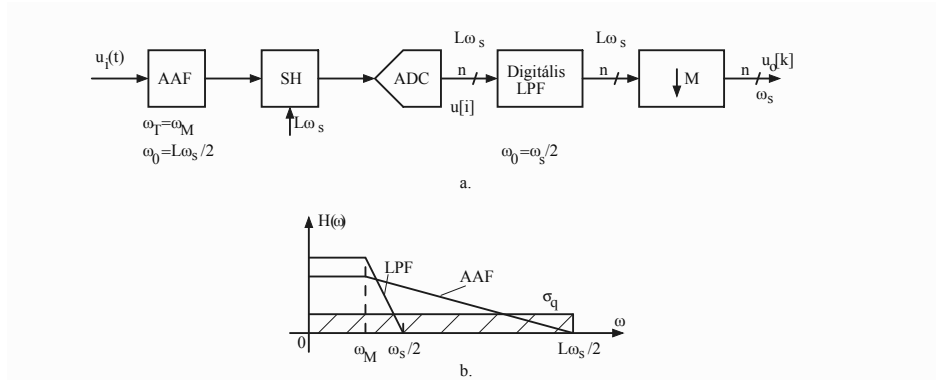 u_i(t)
AAF
SH
ADC
Lω_s
n
u[i]
Digitális
LPF
Lω_s
n
M
n
u_o[k]
ω_s
ω_T=ω_M
ω_0=Lω_s/2
Lω_s
ω_0=ω_s/2
a.
H(ω)
LPF
AAF
σ_q
ω
0
ω_M
ω_s/2
Lω_s/2
b.